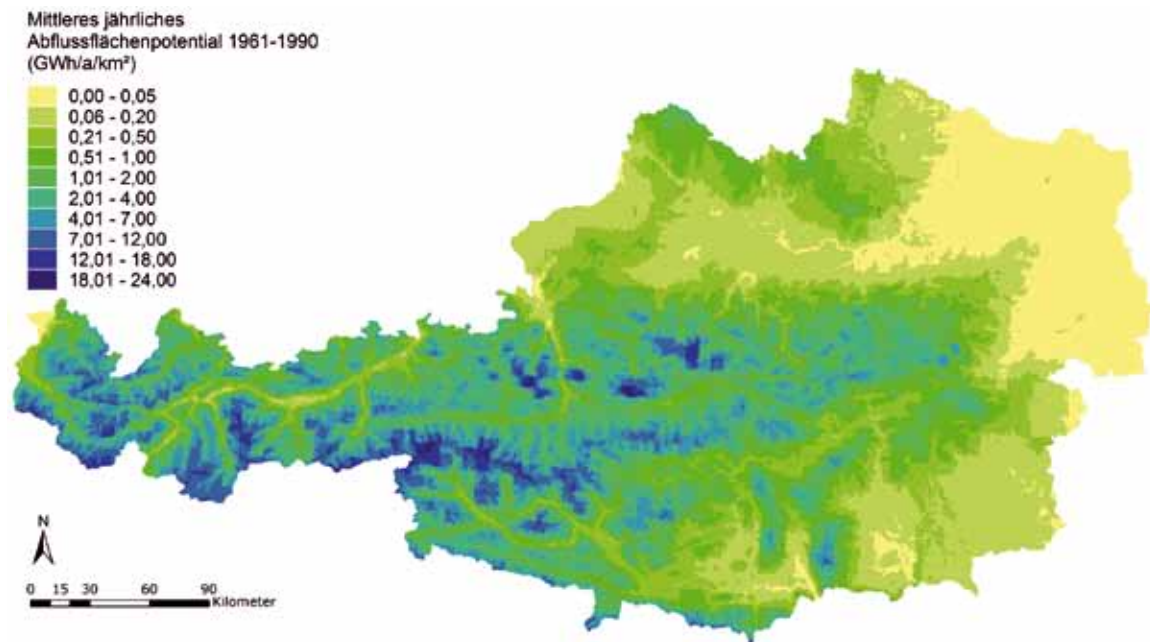 Mittleres jährliches
Abflussflächenpotential 1961-1990
(GWh/a/km²)
0,00 - 0,05
0,06 - 0,20
0,21 - 0,50
0,51 - 1,00
1,01 - 2,00
2,01 - 4,00
4,01 - 7,00
7,01 - 12,00
12,01 - 18,00
18,01 - 24,00
N
0 15 30 60 90
Kilometer